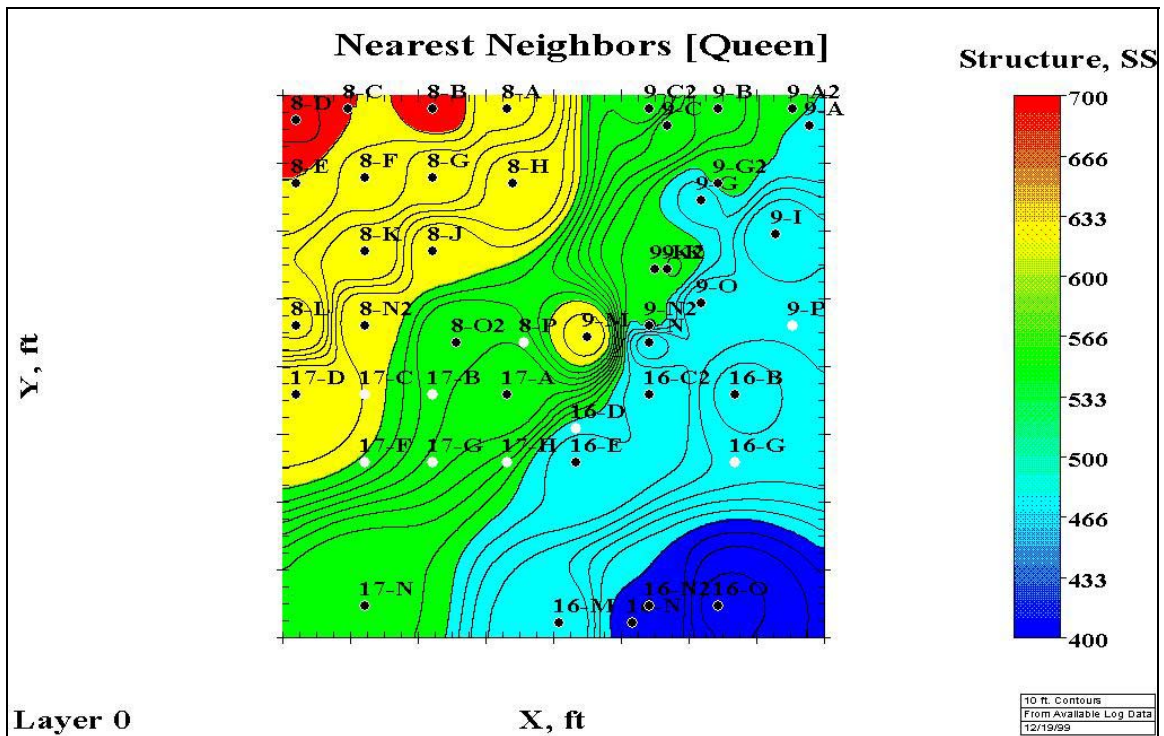 Nearest Neighbors [Queen]
Structure, SS
8-D
8-C
8-B
8-A
9-C2
9-C
9-B
9-A2
9-A
8-E
8-F
8-G
8-H
9-G
9-G2
9-I
8-K
8-J
9-O
8-L
8-N2
8-O2
8-P
9-M
9-N2
9-P
17-D
17-C
17-B
17-A
16-C2
16-B
16-D
17-F
17-G
17-H
16-E
16-G
17-N
16-M
16-N2
16-O
700
666
633
600
566
533
500
466
433
400
Y, ft
X, ft
Layer 0
10 ft. Contours
From Available Log Data
12/19/99